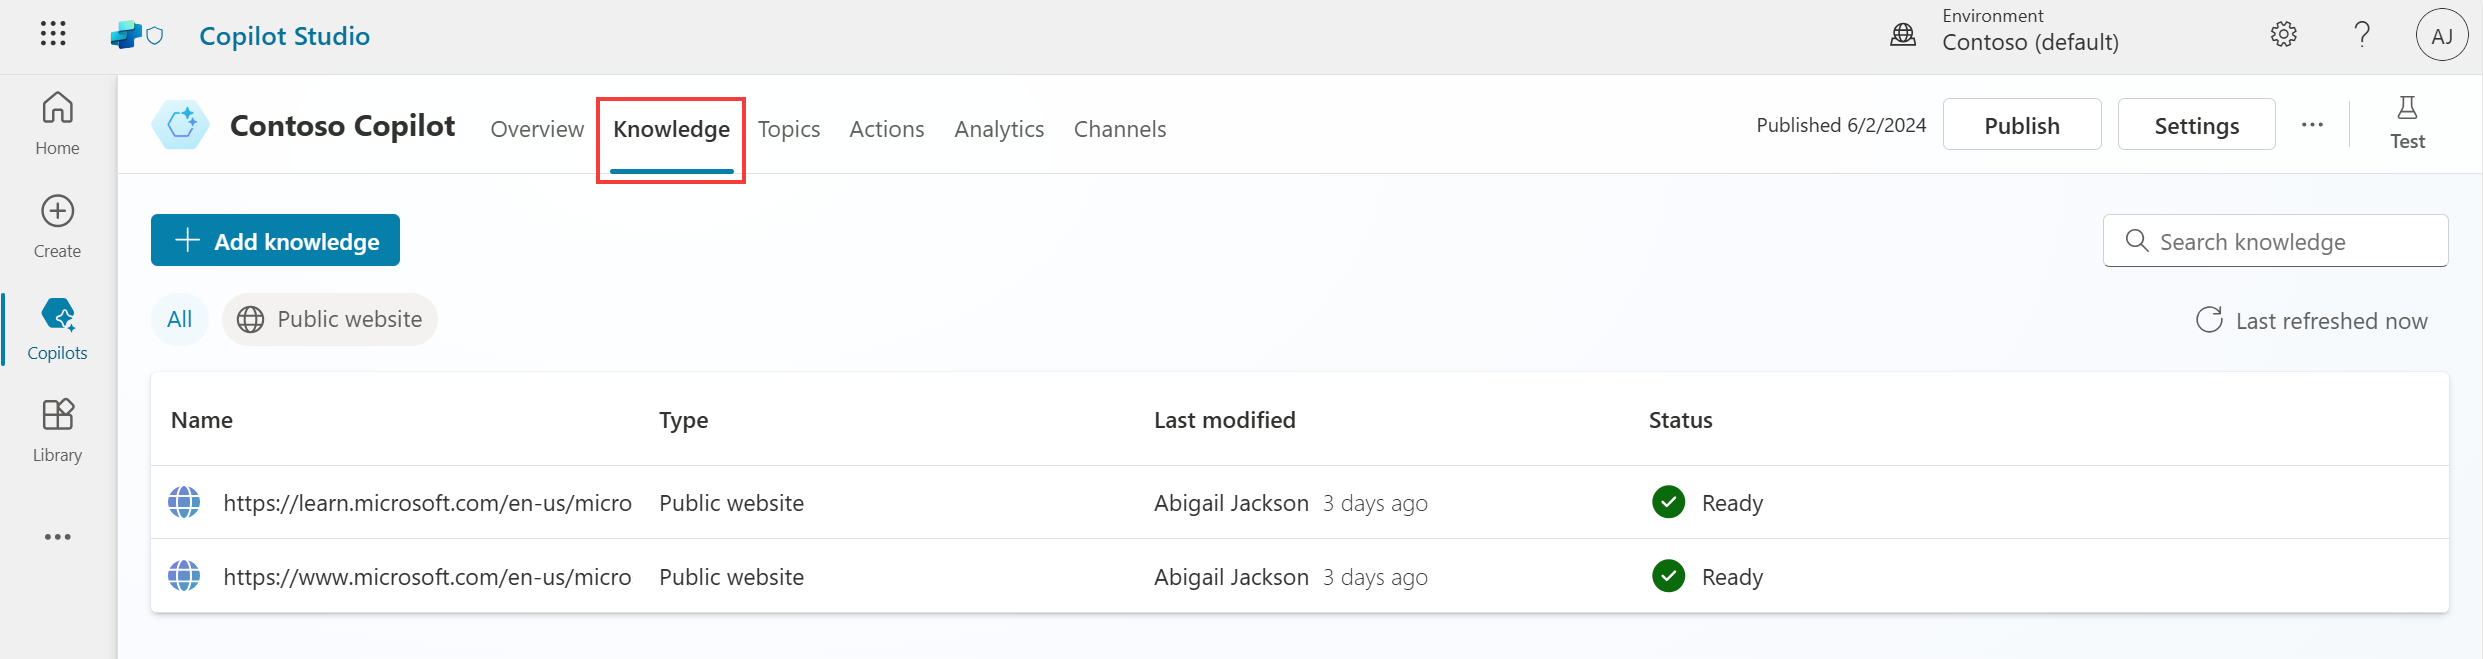 Copilot Studio
Environment
Contoso (default)
?
AJ
Home
Create
Copilots
Library
Contoso Copilot
Overview Knowledge Topics Actions Analytics Channels
Published 6/2/2024 Publish Settings
Test
Add knowledge
Search knowledge
All Public website
Last refreshed now
Name Type Last modified Status
https://learn.microsoft.com/en-us/micro Public website Abigail Jackson 3 days ago Ready
https://www.microsoft.com/en-us/micro Public website Abigail Jackson 3 days ago Ready